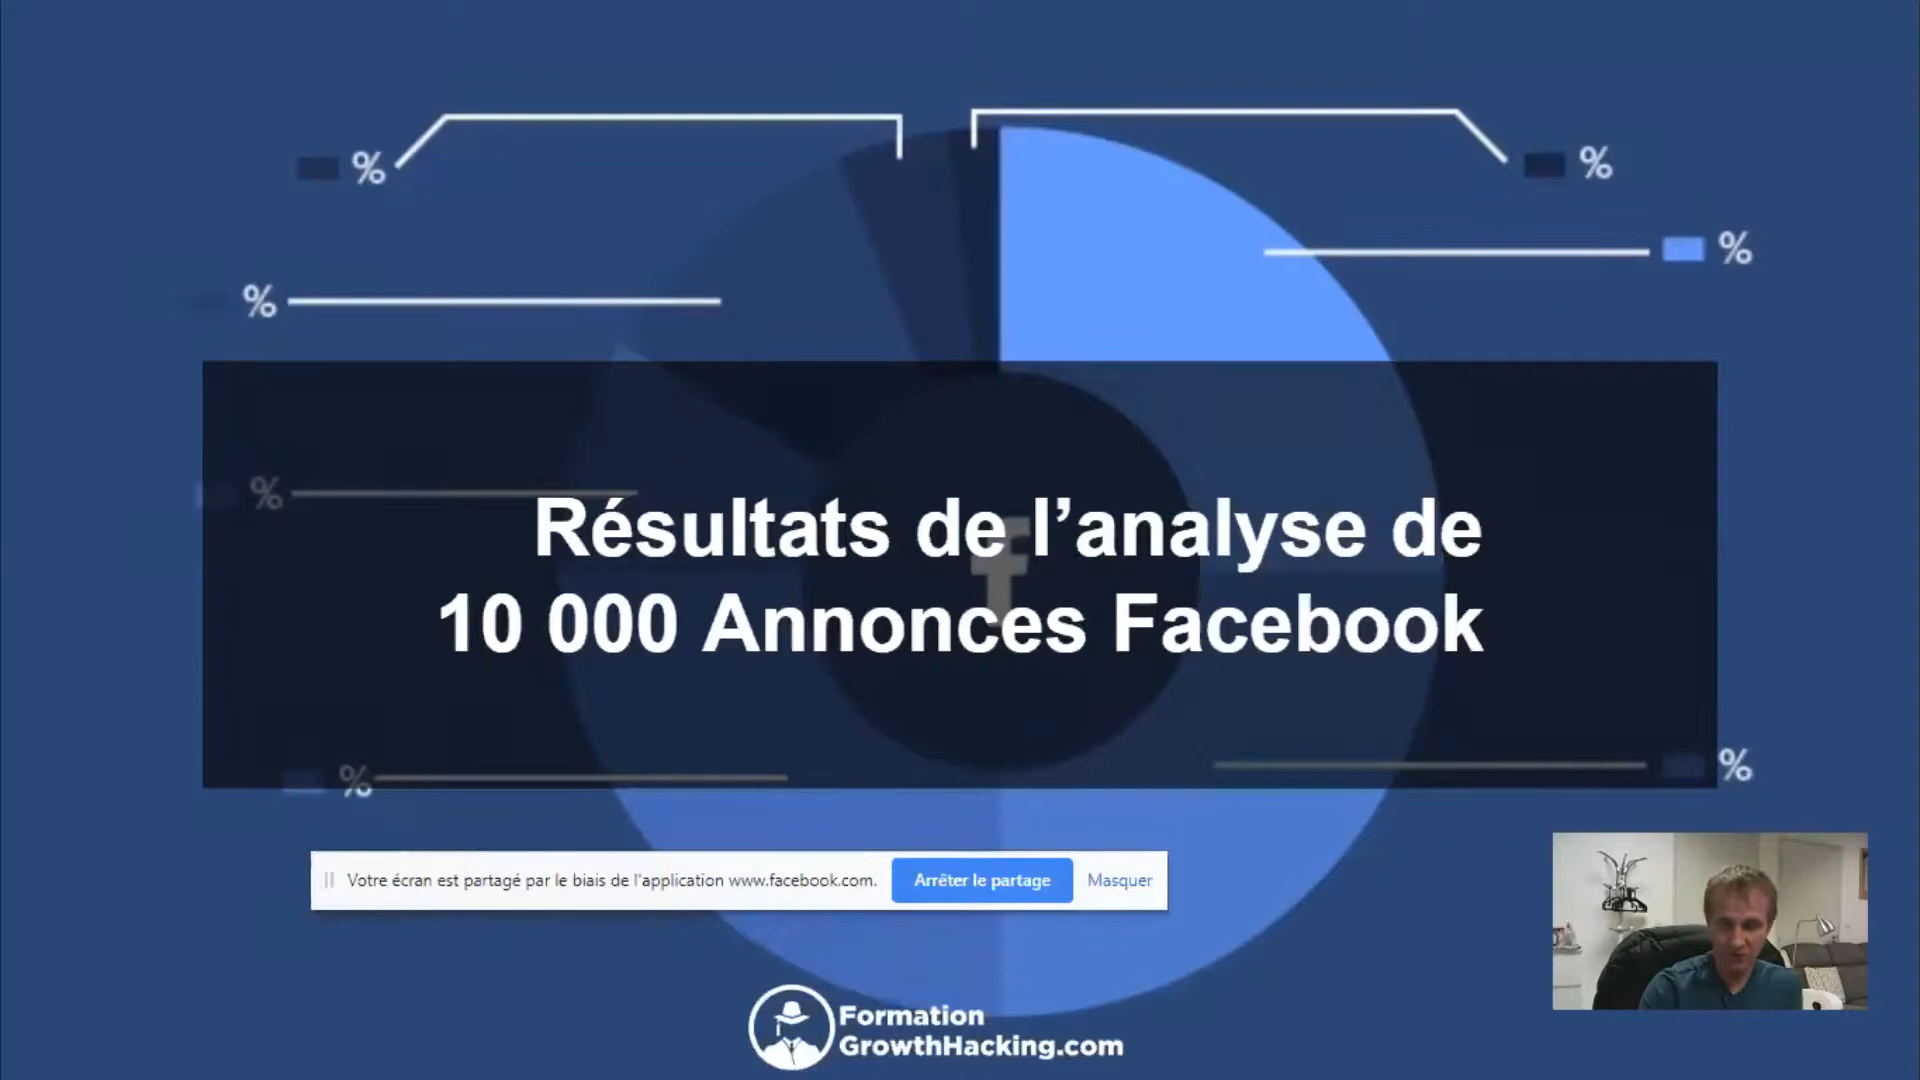 %
%
%
%
%
Résultats de l’analyse de
10 000 Annonces Facebook
f
%
%
Votre écran est partagé par le biais de l'application www.facebook.com.
Arrêter le partage
Masquer
Formation
GrowthHacking.com